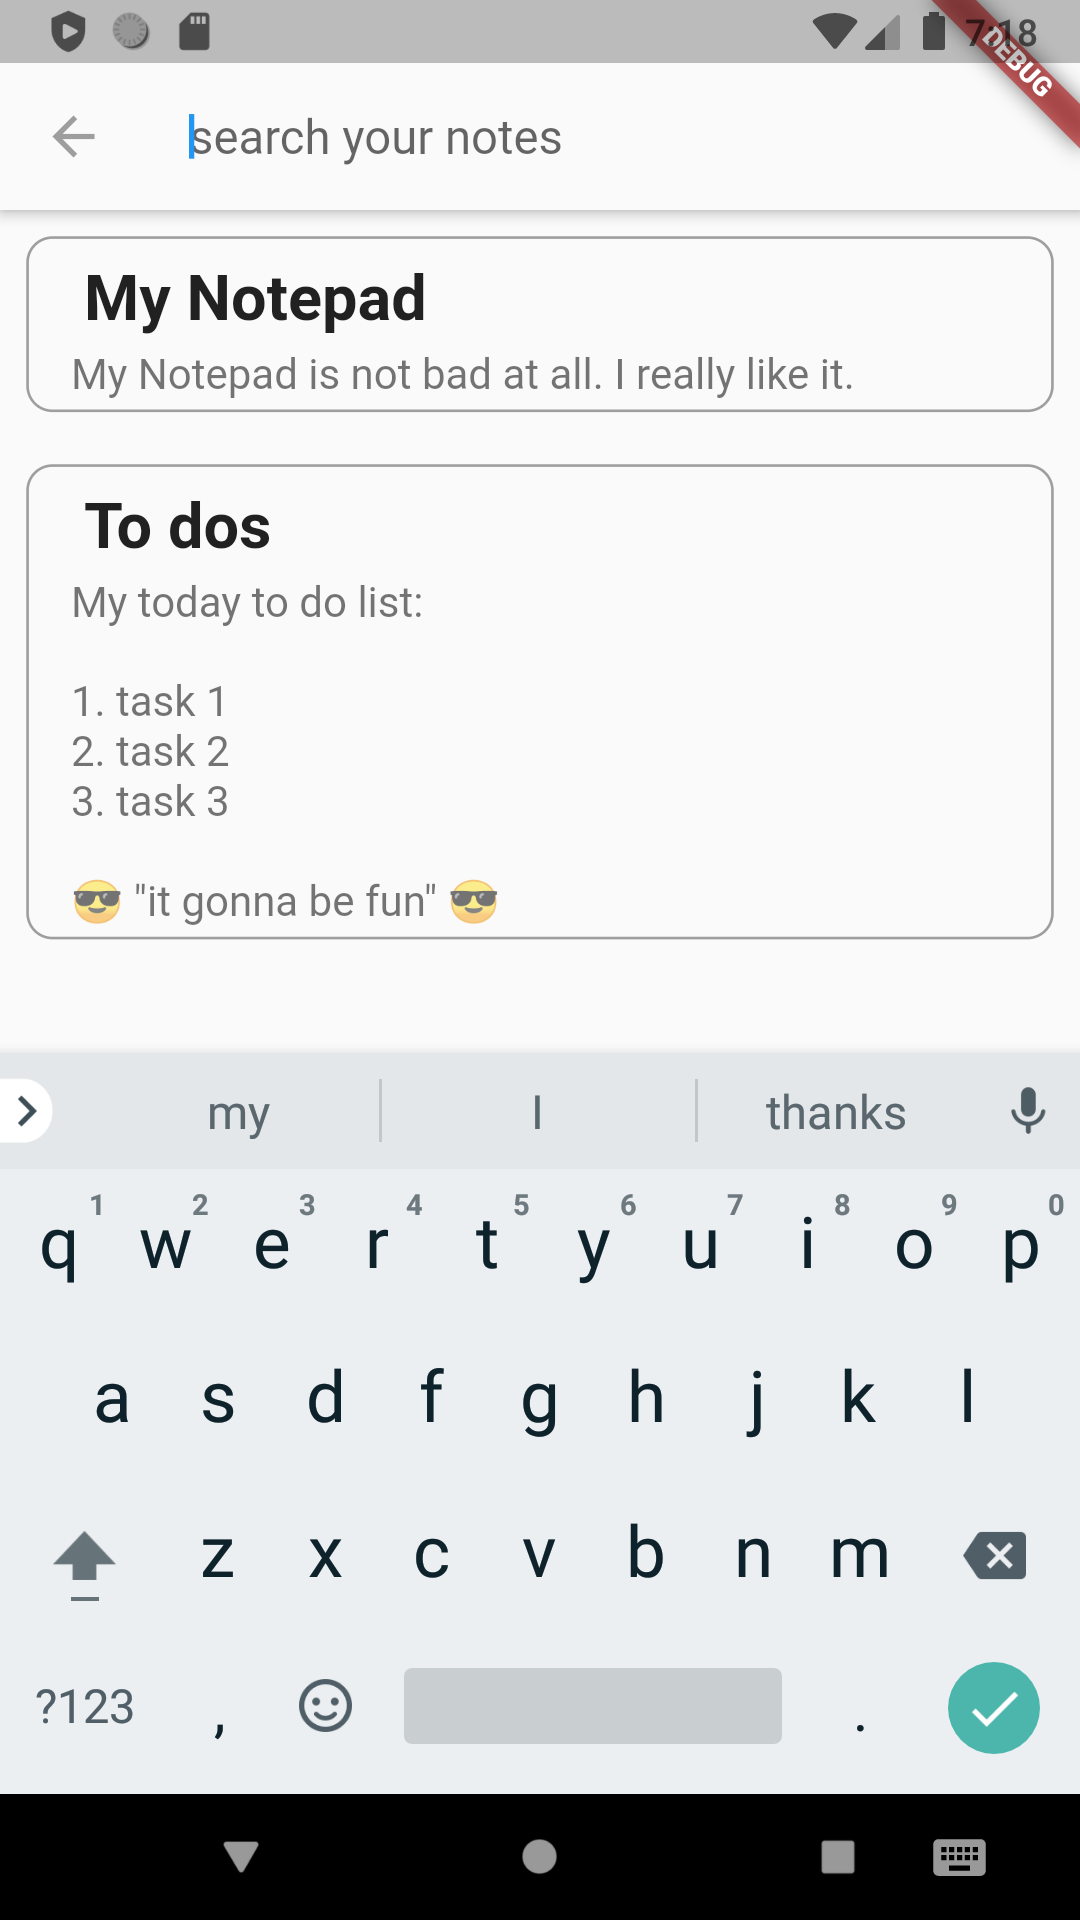 7:18
DEBUG
search your notes
My Notepad
My Notepad is not bad at all. I really like it.
To dos
My today to do list:
1. task 1
2. task 2
3. task 3
😎 "it gonna be fun" 😎
my I thanks
1 2 3 4 5 6 7 8 9 0
q w e r t y u i o p
a s d f g h j k l
z x c v b n m
?123 , .